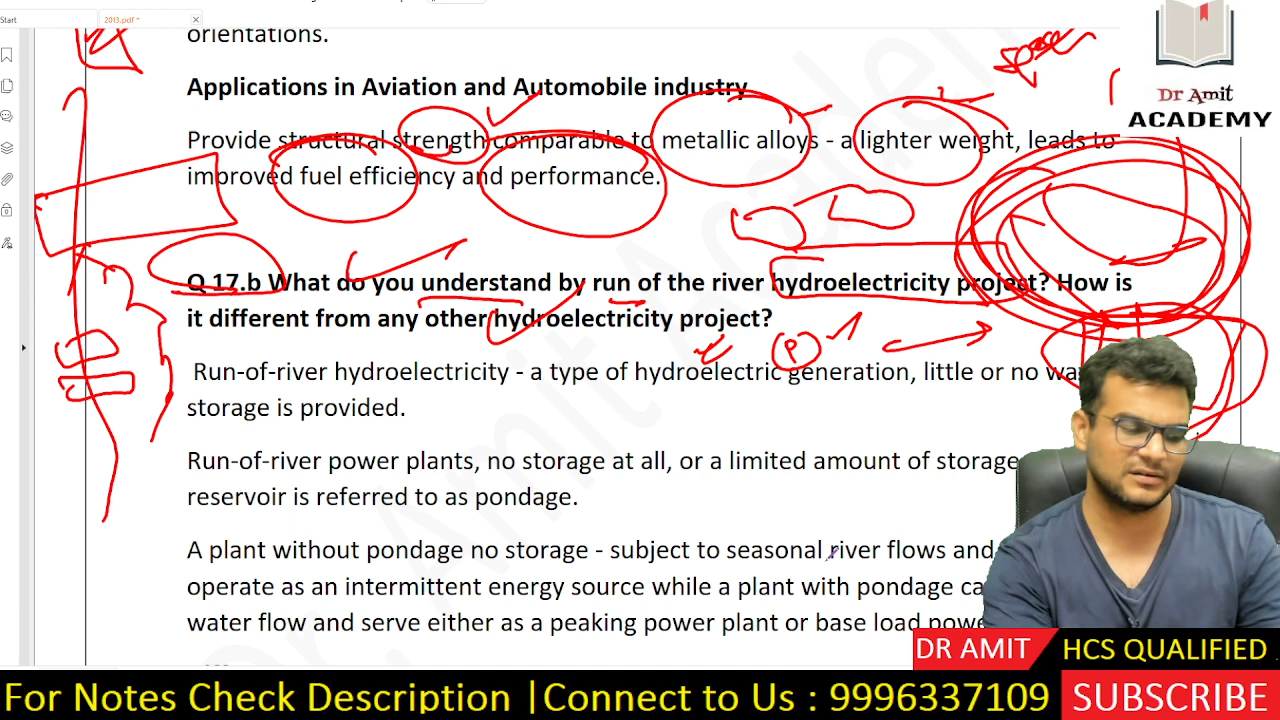 Start
2013.pdf *
orientations.
Applications in Aviation and Automobile industry
Provide structural strength comparable to metallic alloys - a lighter weight, leads to
improved fuel efficiency and performance.
Q 17.b What do you understand by run of the river hydroelectricity project? How is
it different from any other hydroelectricity project?
Run-of-river hydroelectricity - a type of hydroelectric generation, little or no
storage is provided.
Run-of-river power plants, no storage at all, or a limited amount of storage
reservoir is referred to as pondage.
A plant without pondage no storage - subject to seasonal river flows and
operate as an intermittent energy source while a plant with pondage
water flow and serve either as a peaking power plant or base load
P
Dr Amit
ACADEMY
DR AMIT
HCS QUALIFIED
For Notes Check Description |Connect to Us : 9996337109
SUBSCRIBE